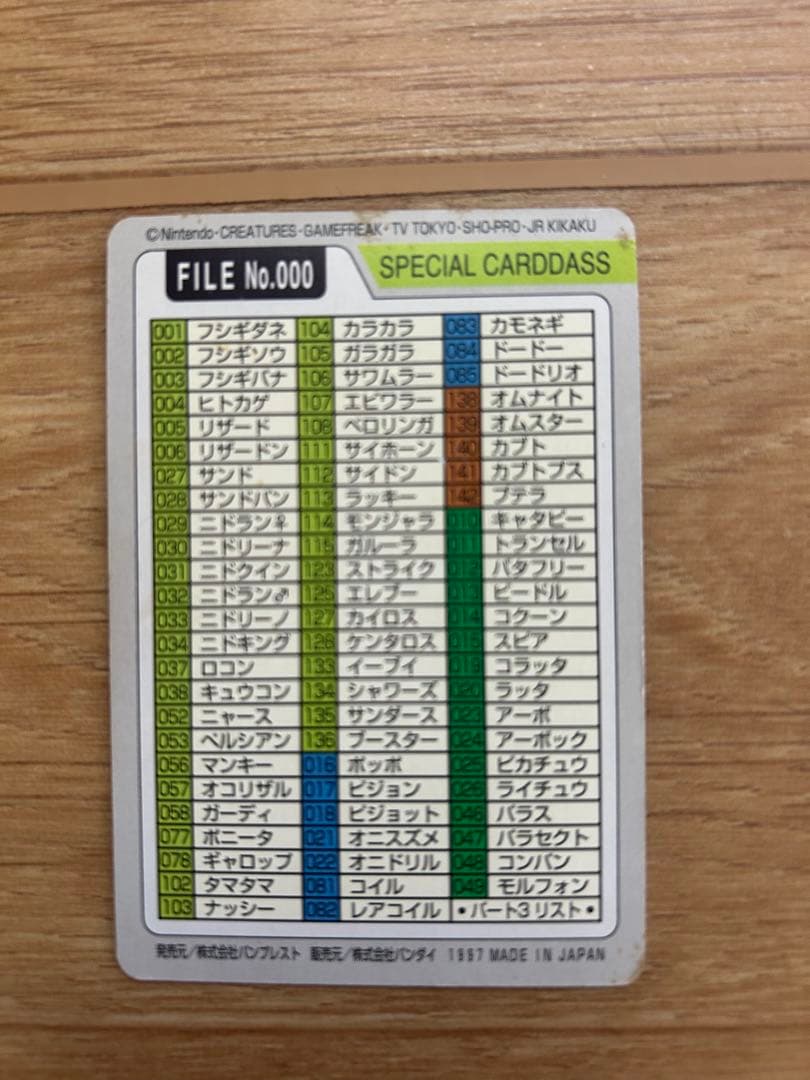 ©Nintendo・CREATURES・GAMEFREAK・TV TOKYO・SHO-PRO・JR KIKAKU
FILE No.000
SPECIAL CARDDASS
001 フシギダネ 104 カラカラ 083 カモネギ
002 フシギソウ 105 ガラガラ 084 ドードー
003 フシギバナ 106 サワムラー 085 ドードリオ
004 ヒトカゲ 107 エビワラー 138 オムナイト
005 リザード 108 ベロリンガ 139 オムスター
006 リザードン 111 サイホーン 140 カブト
027 サンド 112 サイドン 141 カブトプス
028 サンドパン 113 ラッキー 142 プテラ
029 ニドラン♀ 114 モンジャラ 010 キャタピー
030 ニドリーナ 115 ガルーラ 011 トランセル
031 ニドクイン 123 ストライク 012 バタフリー
032 ニドラン♂ 125 エレブー 013 ビードル
033 ニドリーノ 127 カイロス 014 コクーン
034 ニドキング 128 ケンタロス 015 スピア
037 ロコン 133 イーブイ 019 コラッタ
038 キュウコン 134 シャワーズ 020 ラッタ
052 ニャース 135 サンダース 023 アーボ
053 ペルシアン 136 ブースター 024 アーボック
056 マンキー 016 ポッポ 025 ピカチュウ
057 オコリザル 017 ピジョン 026 ライチュウ
058 ガーディ 018 ピジョット 046 パラス
077 ポニータ 021 オニスズメ 047 パラセクト
078 ギャロップ 022 オニドリル 048 コンパン
102 タマタマ 081 コイル 049 モルフォン
103 ナッシー 082 レアコイル •パート3リスト•
発売元／株式会社バンプレスト 販売元／株式会社バンダイ 1997 MADE IN JAPAN